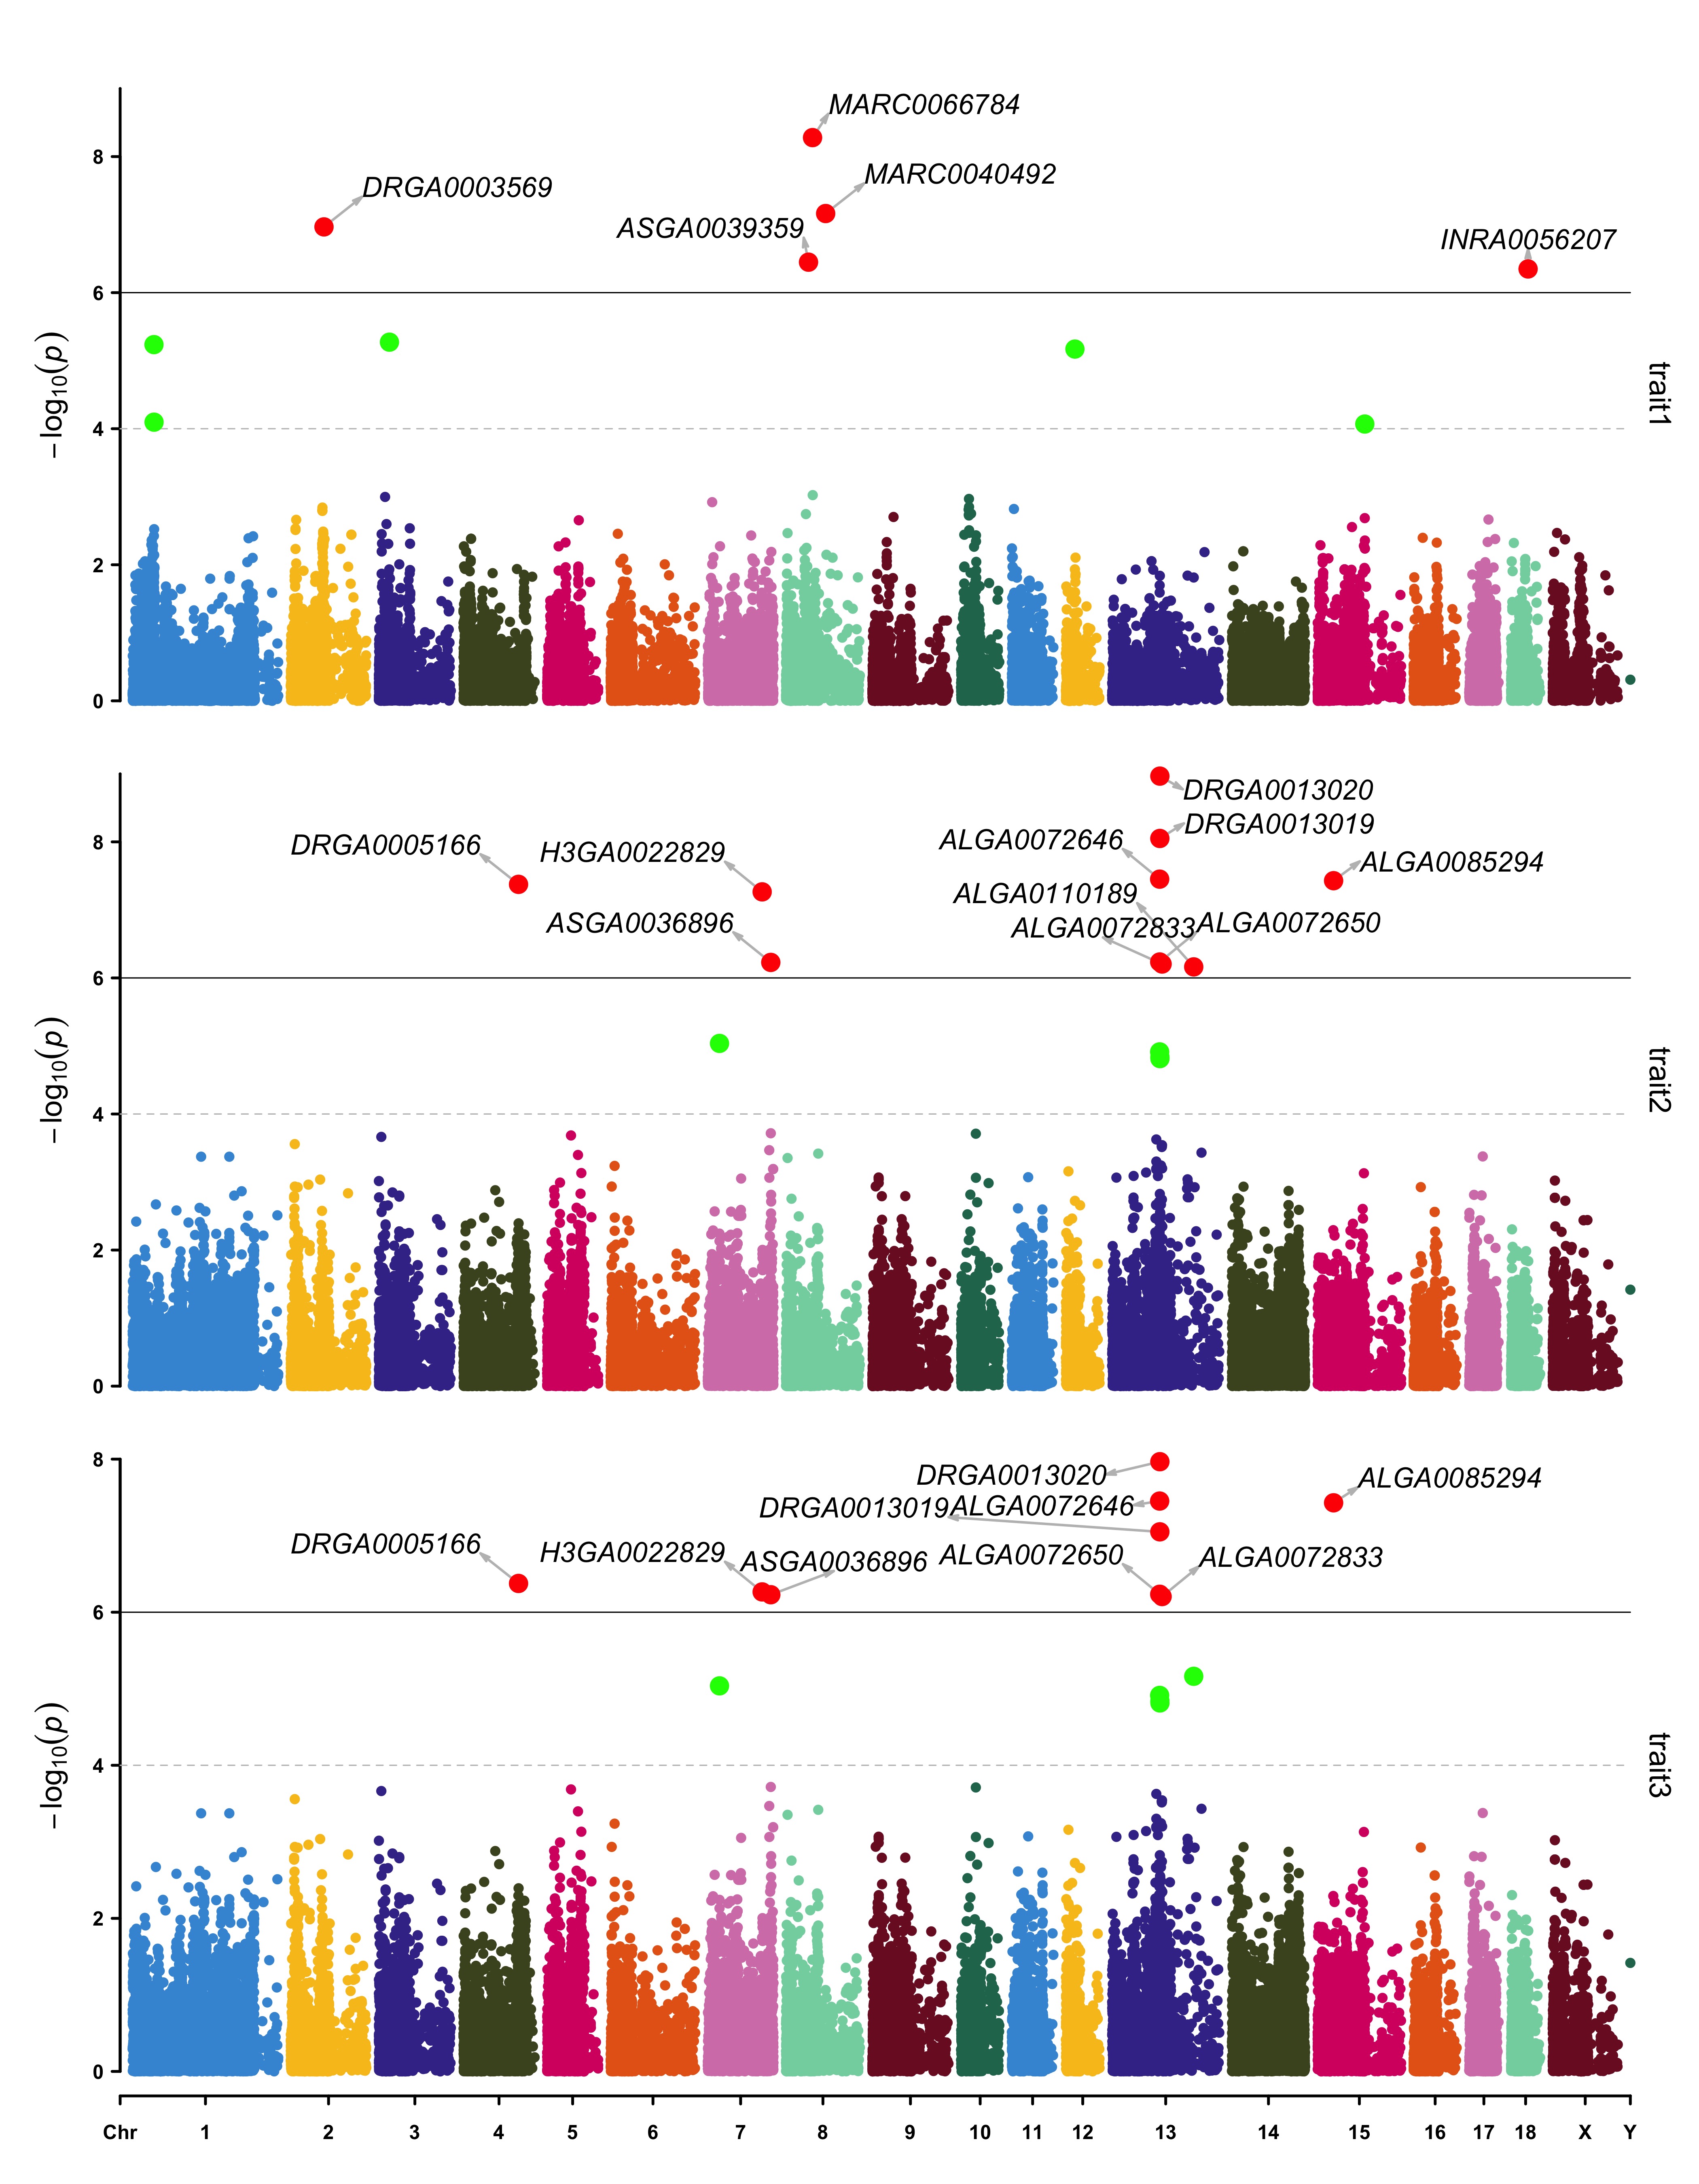 MARC0066784
8
MARC0040492
DRGA0003569
ASGA0039359
INRA0056207
6
−log10(p)
trait1
4
2
0
DRGA0013020
DRGA0013019
8
ALGA0072646
DRGA0005166
H3GA0022829
ALGA0085294
ALGA0110189
ASGA0036896
ALGA0072833
ALGA0072650
6
−log10(p)
trait2
4
2
0
8
DRGA0013020
ALGA0085294
DRGA0013019
ALGA0072646
DRGA0005166
H3GA0022829
ASGA0036896
ALGA0072650
ALGA0072833
6
−log10(p)
trait3
4
2
0
Chr 1 2 3 4 5 6 7 8 9 10 11 12 13 14 15 16 17 18 X Y